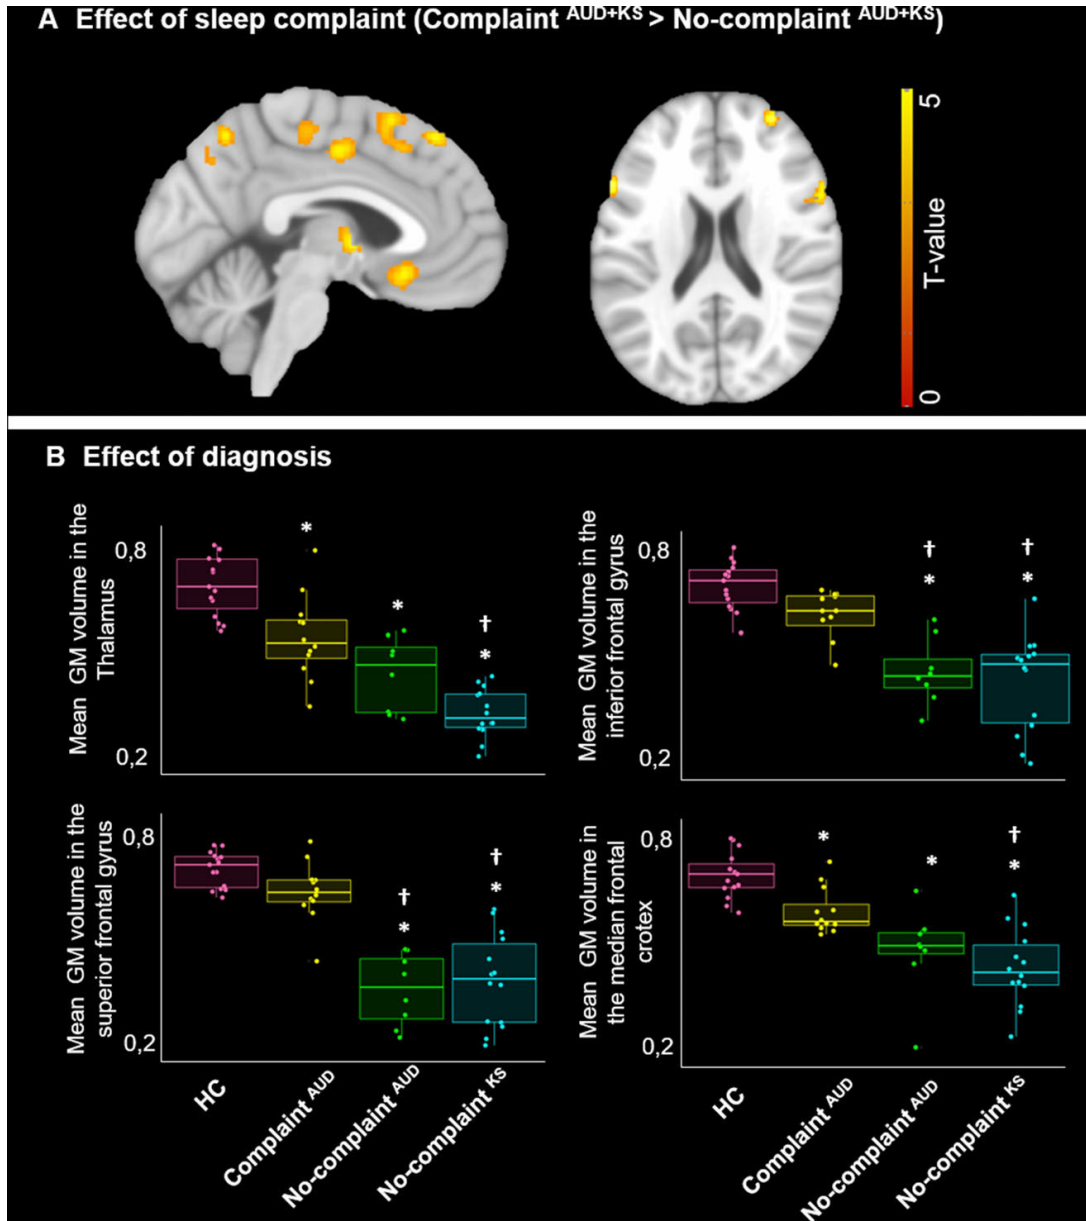 A Effect of sleep complaint (Complaint AUD+KS > No-complaint AUD+KS)
5
T-value
0
B Effect of diagnosis
Mean GM volume in the
Thalamus
0,8
0,2
*
*
†
*
Mean GM volume in the
inferior frontal gyrus
0,8
0,2
†
*
†
*
Mean GM volume in the
superior frontal gyrus
0,8
0,2
†
*
†
*
HC
Complaint AUD
No-complaint AUD
No-complaint KS
Mean GM volume in
the median frontal
crotex
0,8
0,2
*
*
†
*
HC
Complaint AUD
No-complaint AUD
No-complaint KS